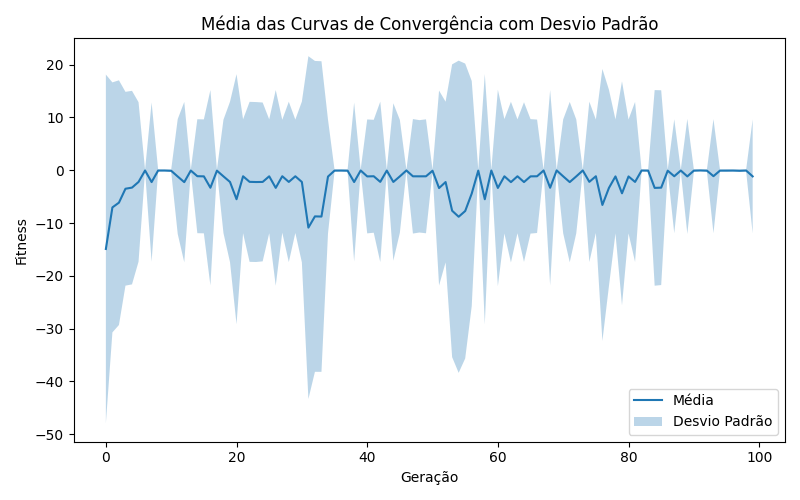 Média das Curvas de Convergência com Desvio Padrão
Fitness
20
10
0
−10
−20
−30
−40
−50
Média
Desvio Padrão
0 20 40 60 80 100
Geração